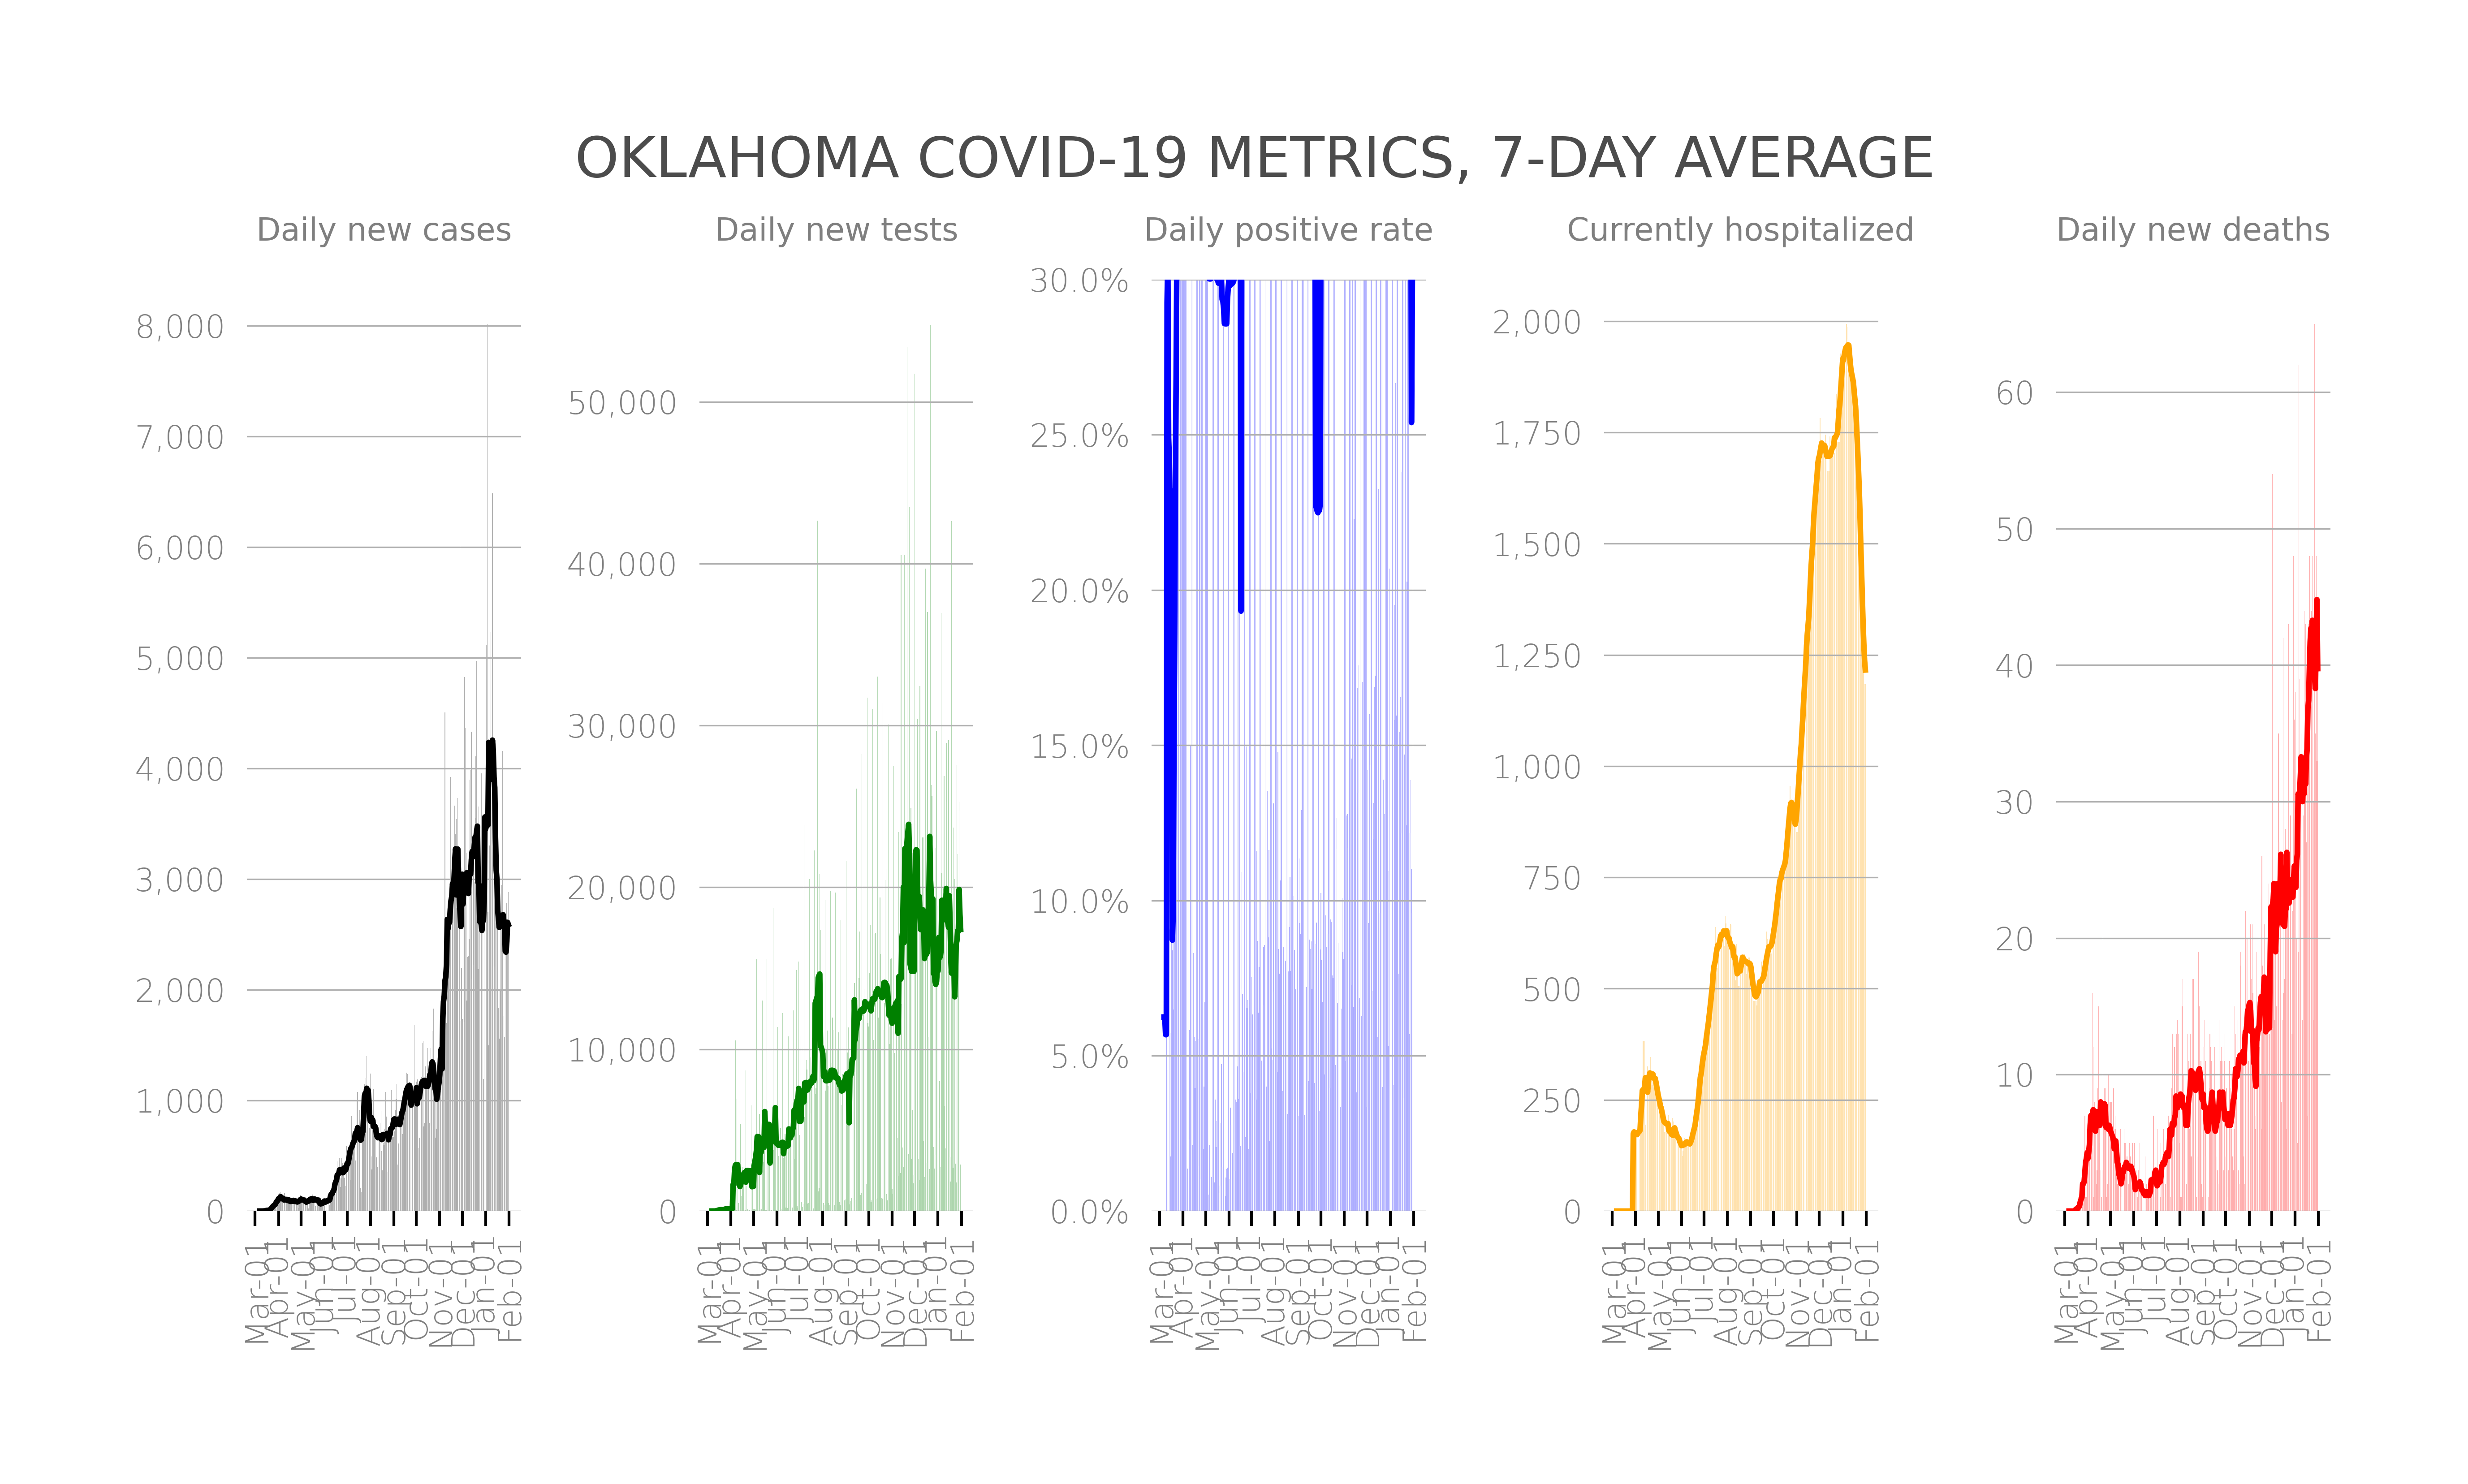 OKLAHOMA COVID-19 METRICS, 7-DAY AVERAGE
Daily new cases
8,000
7,000
6,000
5,000
4,000
3,000
2,000
1,000
0
Mar-01
Apr-01
May-01
Jun-01
Jul-01
Aug-01
Sep-01
Oct-01
Nov-01
Dec-01
Jan-01
Feb-01
Daily new tests
50,000
40,000
30,000
20,000
10,000
0
Mar-01
Apr-01
May-01
Jun-01
Jul-01
Aug-01
Sep-01
Oct-01
Nov-01
Dec-01
Jan-01
Feb-01
Daily positive rate
30.0%
25.0%
20.0%
15.0%
10.0%
5.0%
0.0%
Mar-01
Apr-01
May-01
Jun-01
Jul-01
Aug-01
Sep-01
Oct-01
Nov-01
Dec-01
Jan-01
Feb-01
Currently hospitalized
2,000
1,750
1,500
1,250
1,000
750
500
250
0
Mar-01
Apr-01
May-01
Jun-01
Jul-01
Aug-01
Sep-01
Oct-01
Nov-01
Dec-01
Jan-01
Feb-01
Daily new deaths
60
50
40
30
20
10
0
Mar-01
Apr-01
May-01
Jun-01
Jul-01
Aug-01
Sep-01
Oct-01
Nov-01
Dec-01
Jan-01
Feb-01